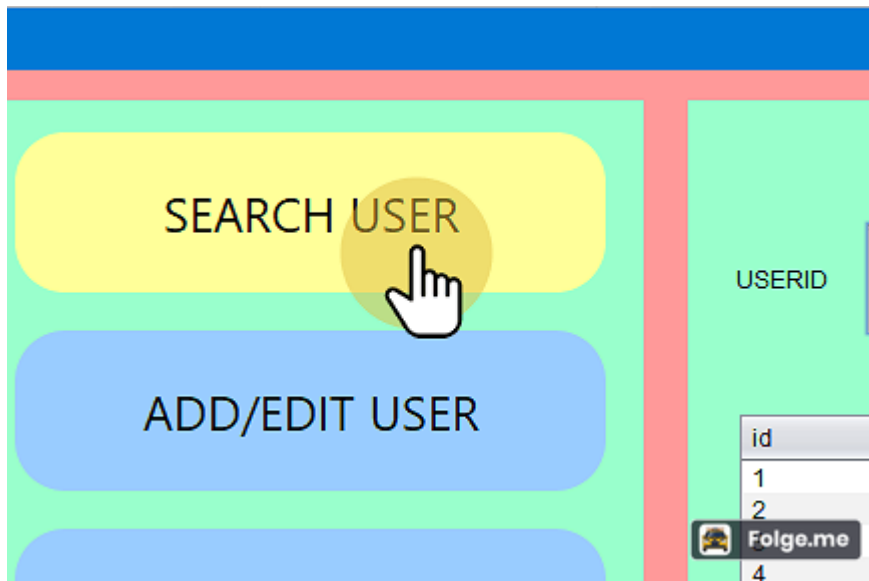 SEARCH USER
ADD/EDIT USER
USERID
id
1
2
Folge.me
4